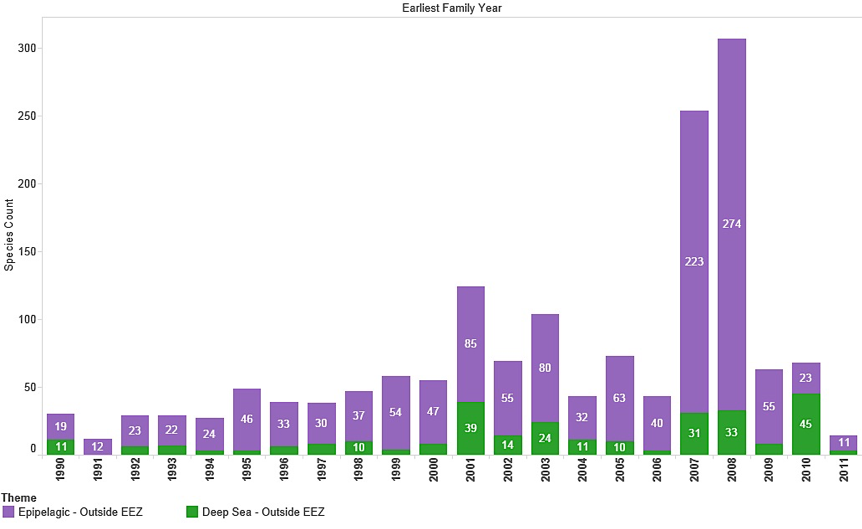 Earliest Family Year
Species Count
300
250
200
150
100
50
0
19 12 23 22 24 46 33 30 37 54 47 85 55 80 32 63 40 223 274 55 23 11
11 10 39 14 24 11 10 31 33 45
1990 1991 1992 1993 1994 1995 1996 1997 1998 1999 2000 2001 2002 2003 2004 2005 2006 2007 2008 2009 2010 2011
Theme
Epipelagic - Outside EEZ Deep Sea - Outside EEZ